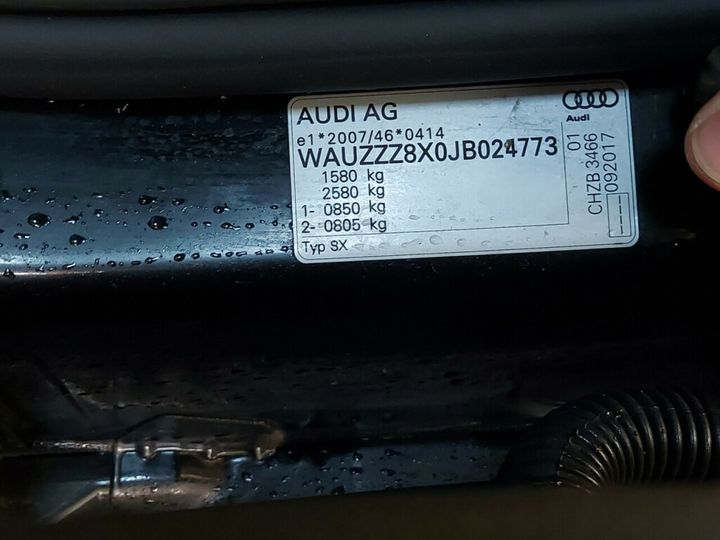 AUDI AG
Audi
e1*2007/46*0414
WAUZZZ8X0JB024773
1580 kg
2580 kg
1- 0850 kg
2- 0805 kg
Typ 8X
01
CHZB 3466
092017
-----